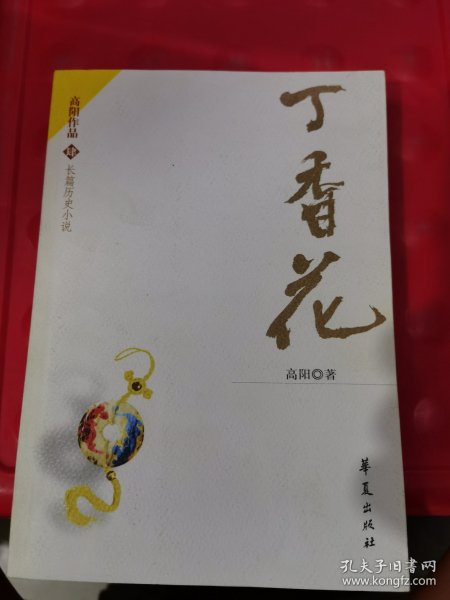 高阳作品
肆
长篇历史小说
丁香花
高阳◎著
華夏出版社
孔夫子旧书网
www.kongfz.com